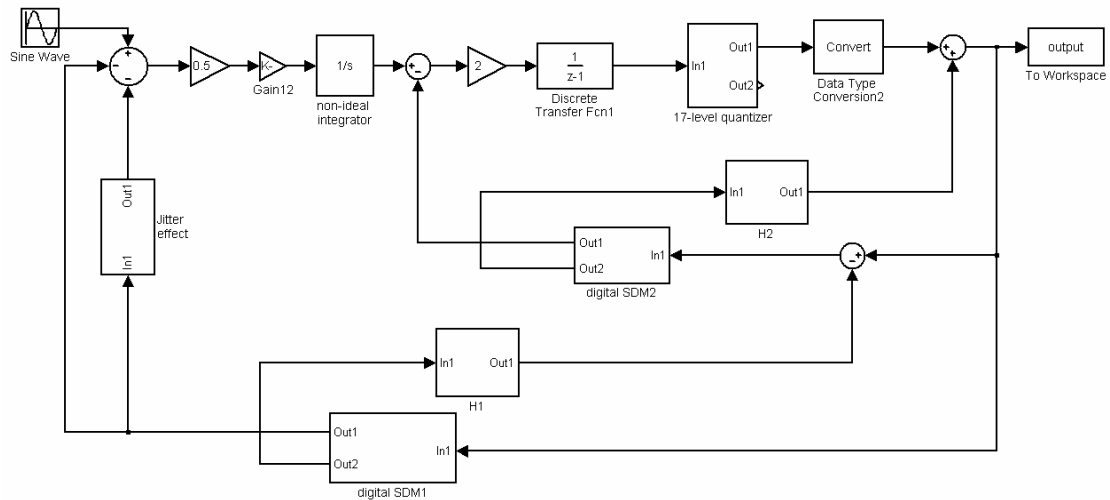 Sine Wave
+
-
-
0.5
K-
Gain12
1/s
non-ideal
integrator
+
-
2
1
z-1
Discrete
Transfer Fcn1
In1
Out1
Out2
17-level quantizer
Convert
Data Type
Conversion2
+
+
output
To Workspace
Out1
In1
Jitter
effect
In1
Out1
H2
Out1
Out2
In1
digital SDM2
-
+
In1
Out1
H1
Out1
Out2
In1
digital SDM1